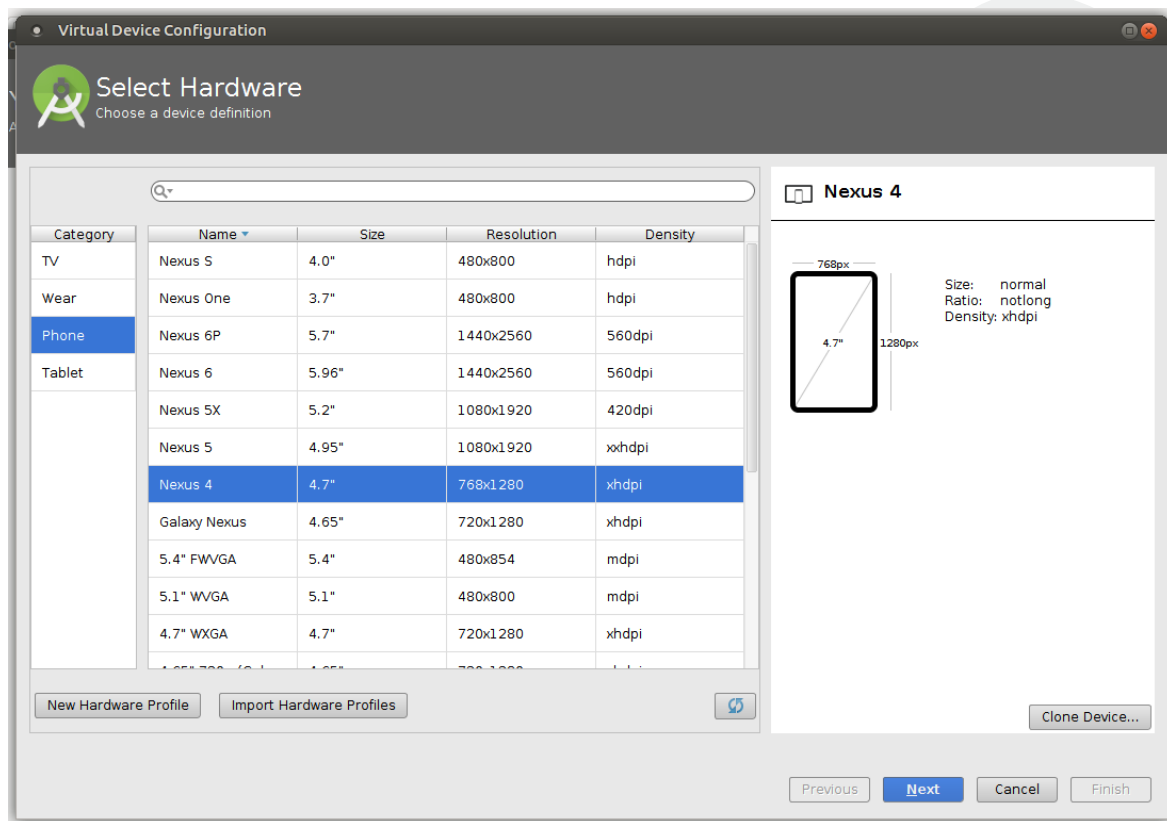 Virtual Device Configuration
Select Hardware
Choose a device definition
Category
TV
Wear
Phone
Tablet
Name Size Resolution Density
Nexus S 4.0" 480x800 hdpi
Nexus One 3.7" 480x800 hdpi
Nexus 6P 5.7" 1440x2560 560dpi
Nexus 6 5.96" 1440x2560 560dpi
Nexus 5X 5.2" 1080x1920 420dpi
Nexus 5 4.95" 1080x1920 xxhdpi
Nexus 4 4.7" 768x1280 xhdpi
Galaxy Nexus 4.65" 720x1280 xhdpi
5.4" FWVGA 5.4" 480x854 mdpi
5.1" WVGA 5.1" 480x800 mdpi
4.7" WXGA 4.7" 720x1280 xhdpi
New Hardware Profile Import Hardware Profiles
Nexus 4
768px
4.7" 1280px
Size: normal
Ratio: notlong
Density: xhdpi
Clone Device...
Previous Next Cancel Finish